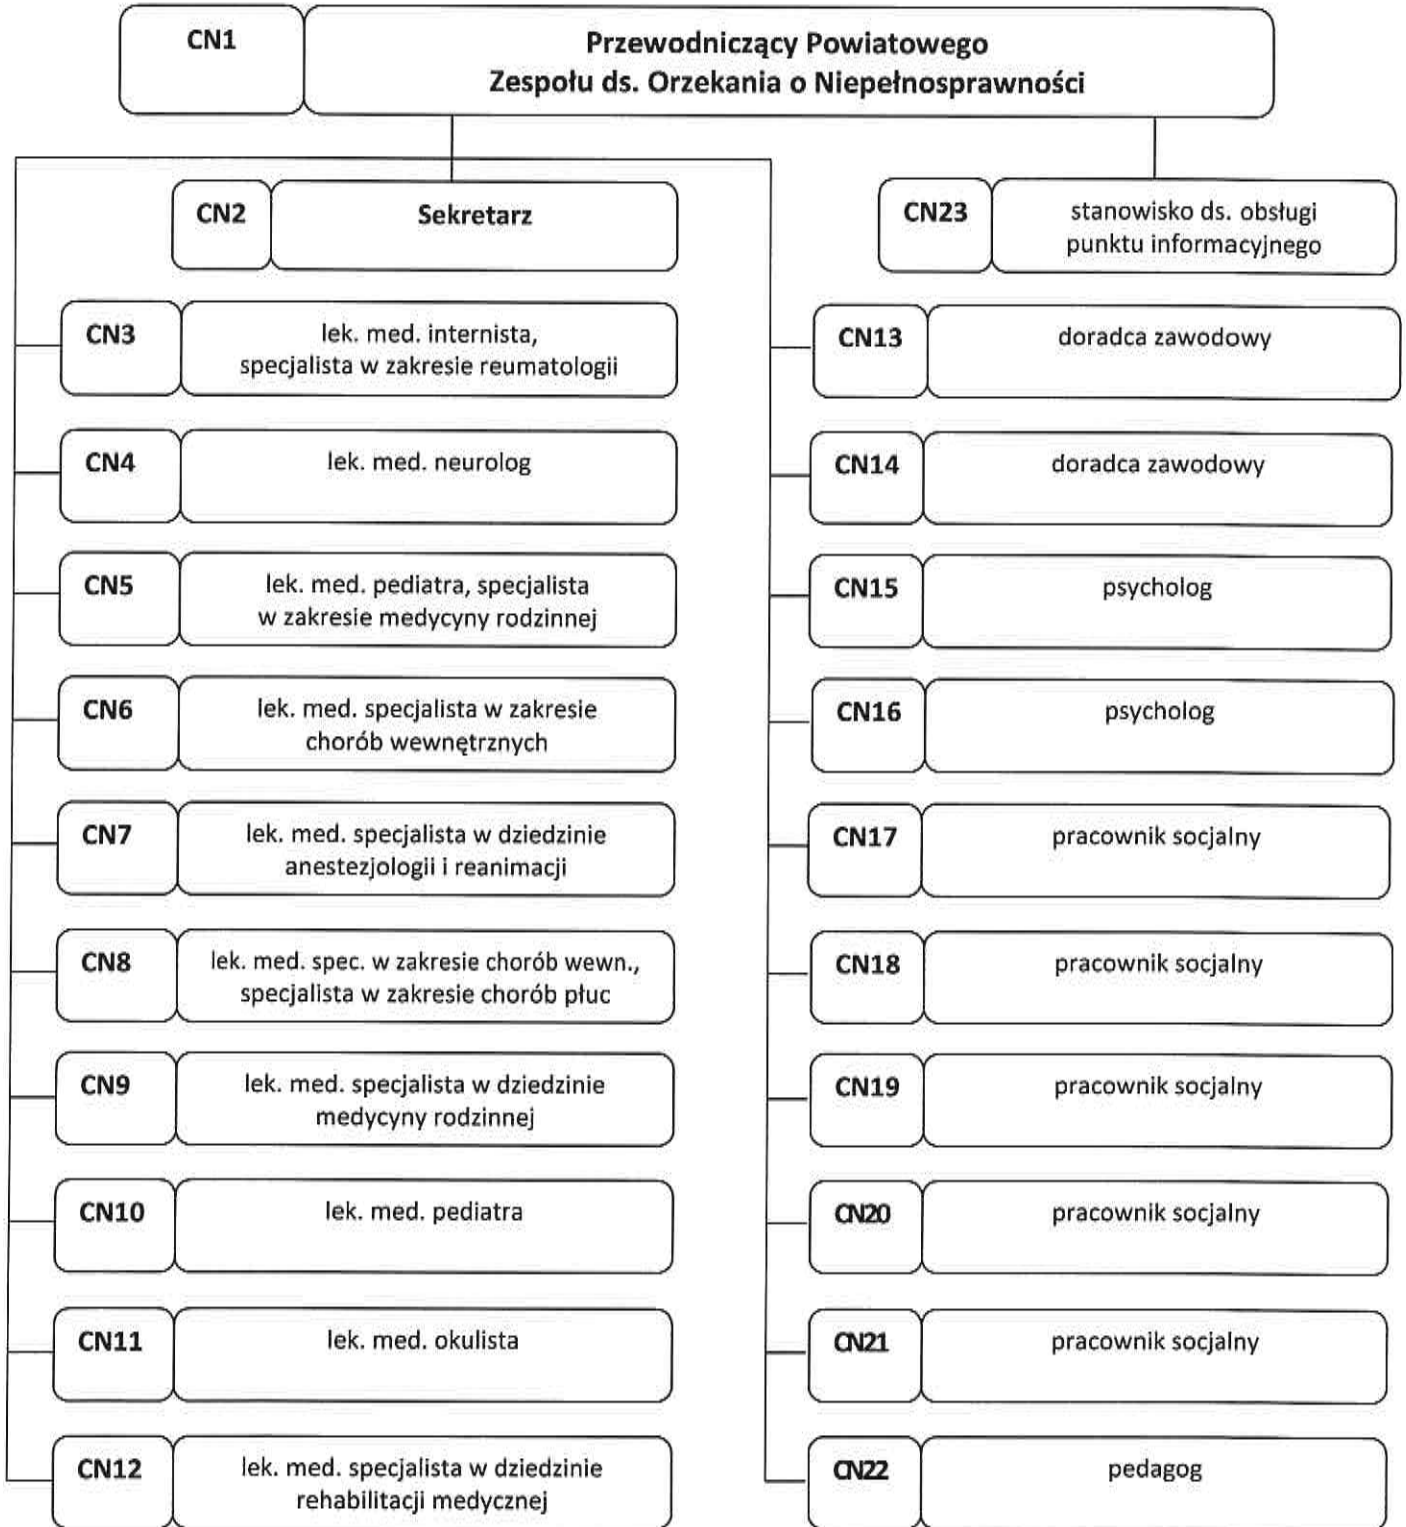 CN1
Przewodniczący Powiatowego
Zespołu ds. Orzekania o Niepełnosprawności
CN2
Sekretarz
CN23
stanowisko ds. obsługi
punktu informacyjnego
CN3
lek. med. internista,
specjalista w zakresie reumatologii
CN4
lek. med. neurolog
CN5
lek. med. pediatra, specjalista
w zakresie medycyny rodzinnej
CN6
lek. med. specjalista w zakresie
chorób wewnętrznych
CN7
lek. med. specjalista w dziedzinie
anestezjologii i reanimacji
CN8
lek. med. spec. w zakresie chorób wewn.,
specjalista w zakresie chorób płuc
CN9
lek. med. specjalista w dziedzinie
medycyny rodzinnej
CN10
lek. med. pediatra
CN11
lek. med. okulista
CN12
lek. med. specjalista w dziedzinie
rehabilitacji medycznej
CN13
doradca zawodowy
CN14
doradca zawodowy
CN15
psycholog
CN16
psycholog
CN17
pracownik socjalny
CN18
pracownik socjalny
CN19
pracownik socjalny
CN20
pracownik socjalny
CN21
pracownik socjalny
CN22
pedagog